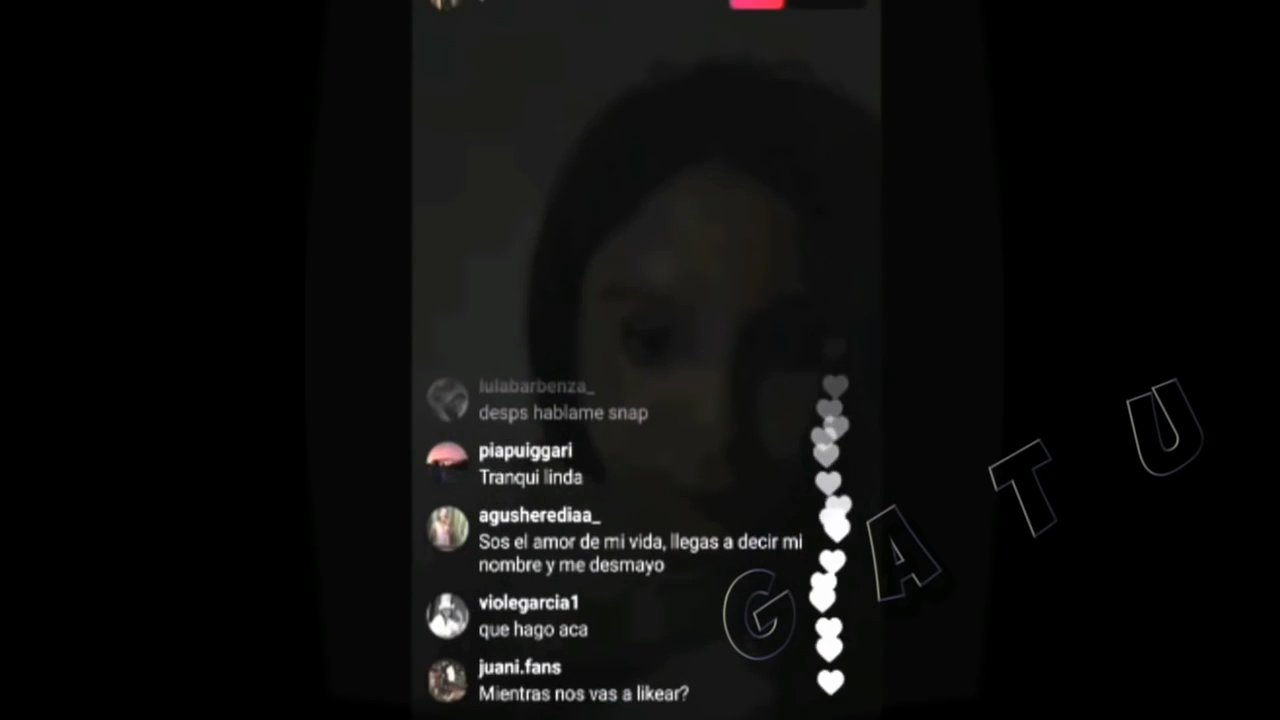 lulabarbenza_
desps hablame snap
piapuiggari
Tranqui linda
agusherediaa_
Sos el amor de mi vida, llegas a decir mi
nombre y me desmayo
violegarcia1
que hago aca
juani.fans
Mientras nos vas a likear?
GATU